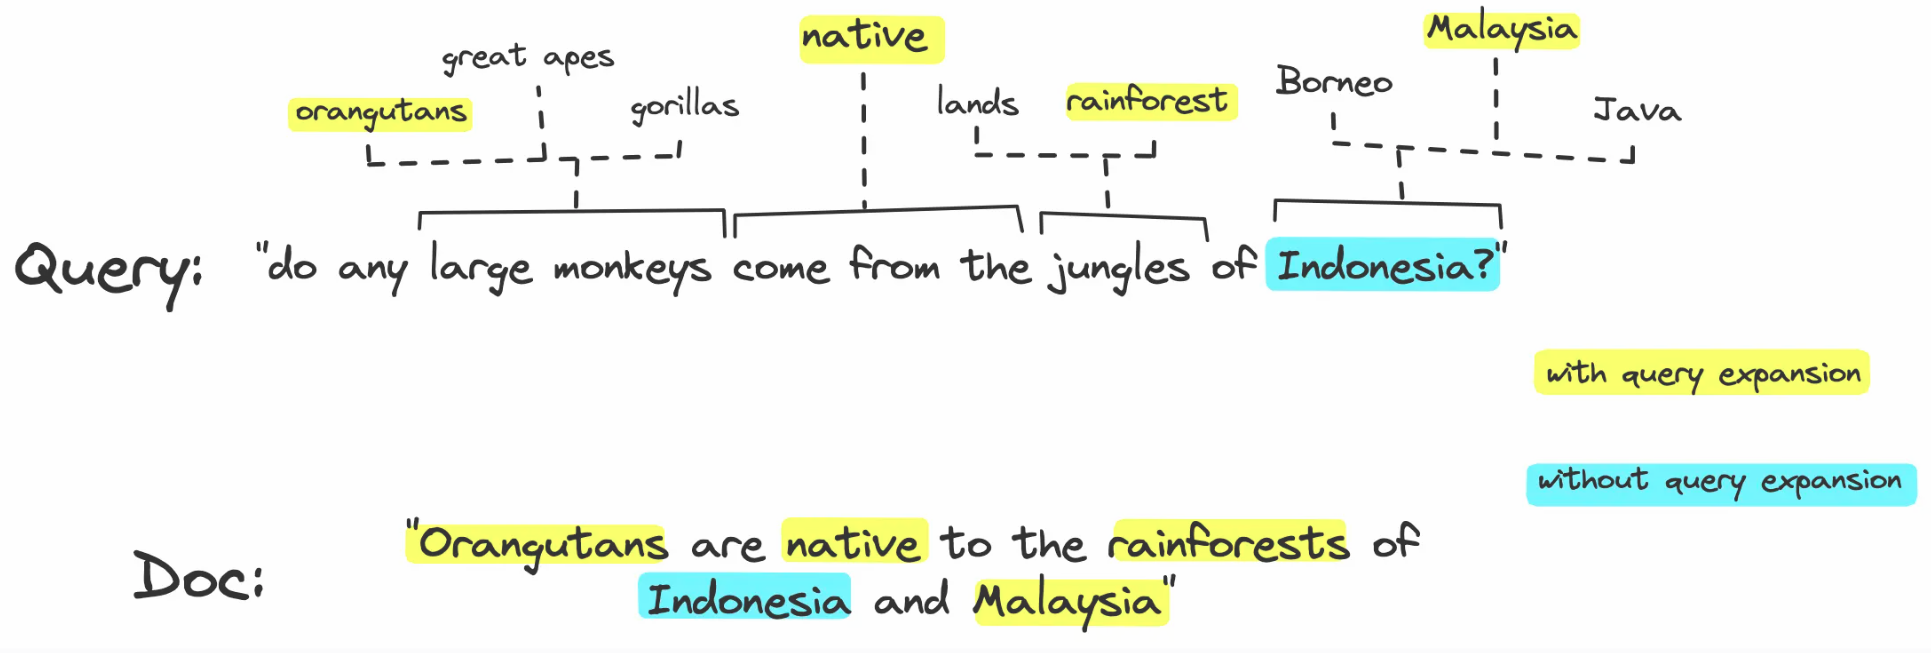 native
Malaysia
great apes
Borneo
orangutans
gorillas
lands
rainforest
Java
Query: "do any large monkeys come from the jungles of Indonesia?"
with query expansion
without query expansion
Doc: "Orangutans are native to the rainforests of
Indonesia and Malaysia"